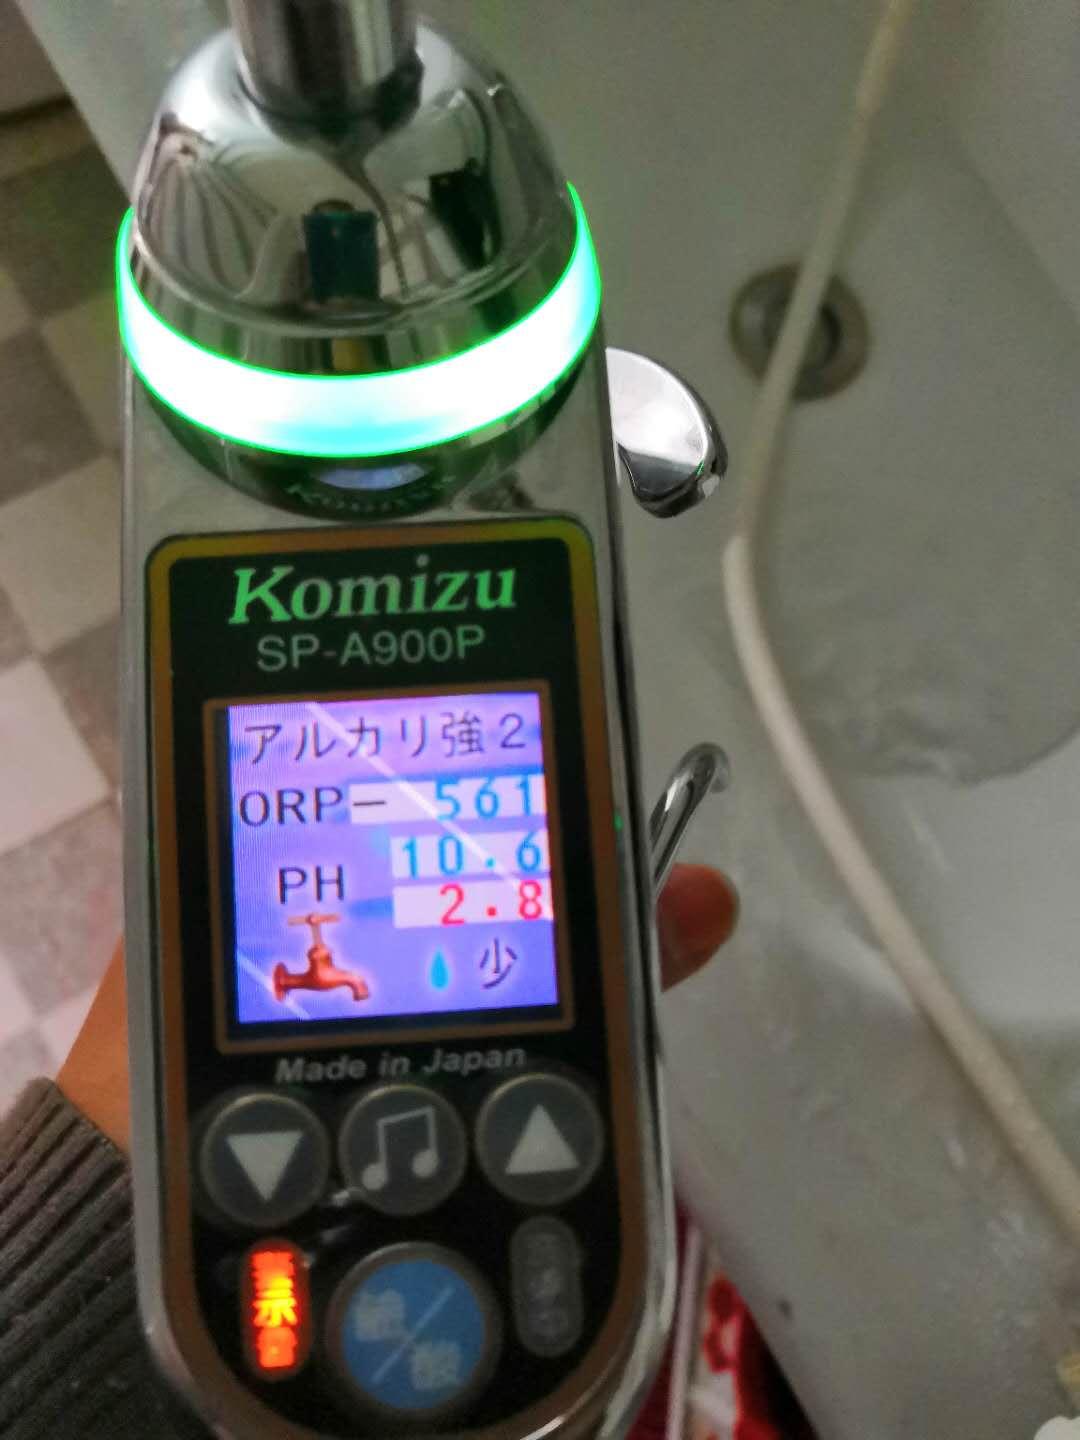 Komizu
SP-A900P
アルカリ強2
ORP- 561
10.6
PH
2.8
少
Made in Japan